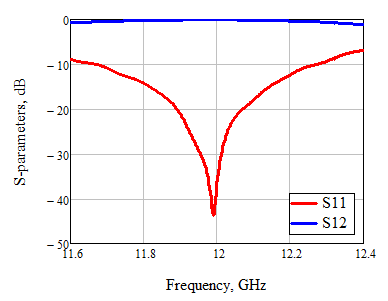 S-parameters, dB
0
− 10
− 20
− 30
− 40
− 50
S11
S12
11.6 11.8 12 12.2 12.4
Frequency, GHz